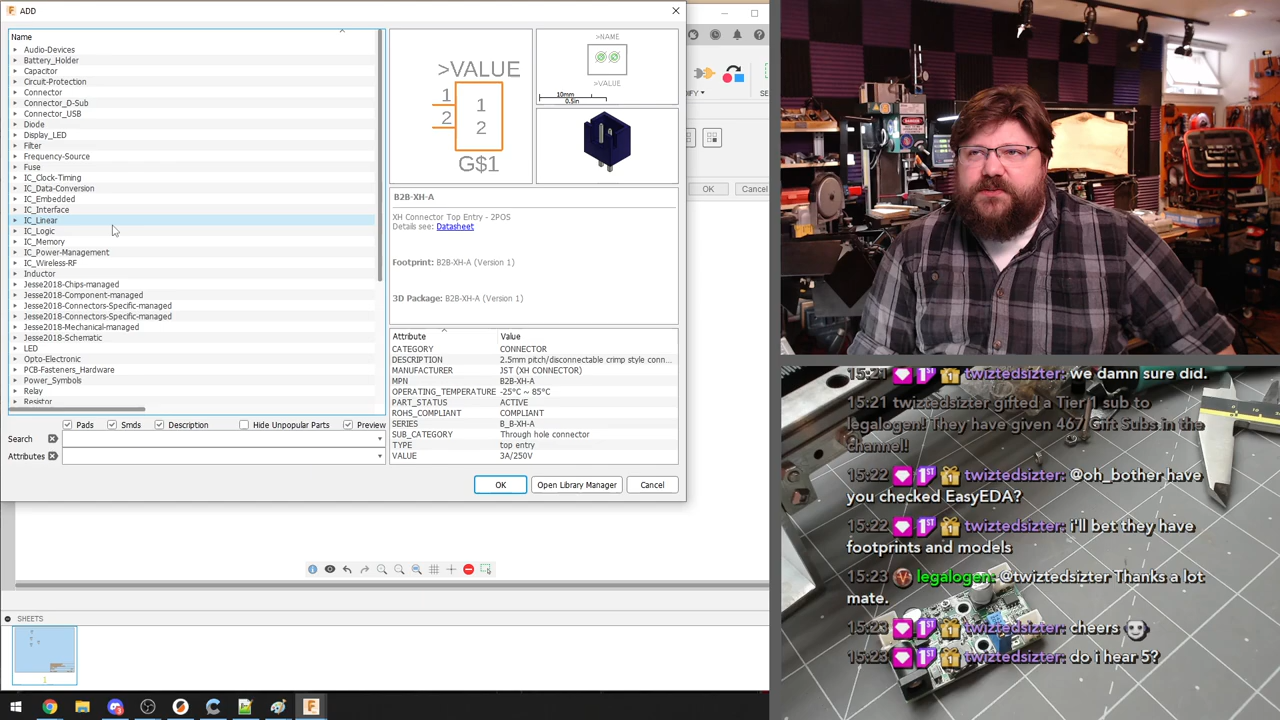 ADD
Name
Audio-Devices
Battery_Holder
Capacitor
Circuit-Protection
Connector
Connector_D-Sub
Connector_USB
Diode
Display_LED
Filter
Frequency-Source
Fuse
IC_Clock-Timing
IC_Data-Conversion
IC_Embedded
IC_Interface
IC_Linear
IC_Logic
IC_Memory
IC_Power-Management
IC_Wireless-RF
Inductor
Jesse2018-Chips-managed
Jesse2018-Component-managed
Jesse2018-Connectors-Specific-managed
Jesse2018-Connectors-Specific-managed
Jesse2018-Mechanical-managed
Jesse2018-Schematic
LED
Opto-Electronic
PCB-Fasteners_Hardware
Power_Symbols
Relay
Resistor
Pads Smds Description Hide Unpopular Parts Preview
Search
Attributes
>VALUE
1 1
2 2
G$1
>NAME
>VALUE
10mm
0.5in
B2B-XH-A
XH Connector Top Entry - 2POS
Details see: Datasheet
Footprint: B2B-XH-A (Version 1)
3D Package: B2B-XH-A (Version 1)
Attribute Value
CATEGORY CONNECTOR
DESCRIPTION 2.5mm pitch/disconnectable crimp style conn...
MANUFACTURER JST (XH CONNECTOR)
MPN B2B-XH-A
OPERATING_TEMPERATURE -25°C ~ 85°C
PART_STATUS ACTIVE
ROHS_COMPLIANT COMPLIANT
SERIES B_B-XH-A
SUB_CATEGORY Through hole connector
TYPE top entry
VALUE 3A/250V
OK Open Library Manager Cancel
OK Cancel
SHEETS
1
15:21 twiztedsizter: we damn sure did.
15:21 twiztedsizter gifted a Tier 1 sub to
legalogen! They have given 467 Gift Subs in the
channel!
15:22 twiztedsizter: @oh_bother have
you checked EasyEDA?
15:22 twiztedsizter: i'll bet they have
footprints and models
15:23 legalogen: @twiztedsizter Thanks a lot
mate.
15:23 twiztedsizter: cheers
15:23 twiztedsizter: do i hear 5?